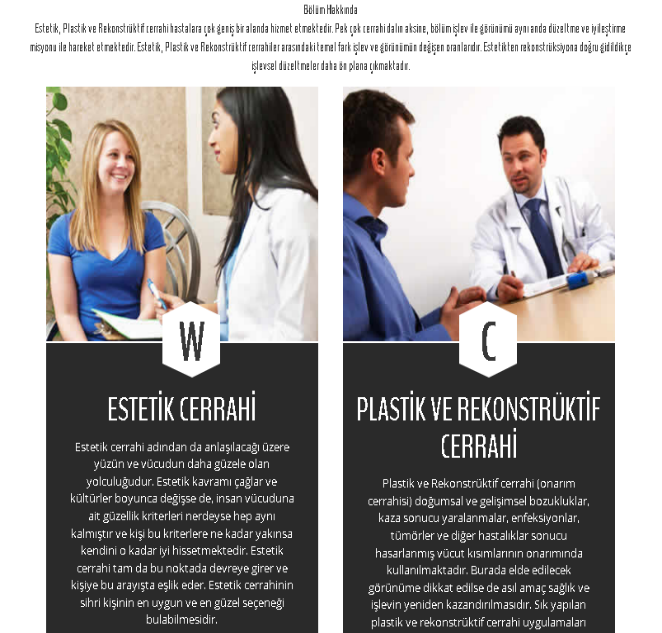 Bölüm Hakkında
Estetik, Plastik ve Rekonstrüktif cerrahi hastalara çok geniş bir alanda hizmet etmektedir. Pek çok cerrahi dalın aksine, bölüm işlev ile görünümü aynı anda düzeltme ve iyileştirme
misyonu ile hareket etmektedir. Estetik, Plastik ve Rekonstrüktif cerrahiler arasındaki temel fark işlev ve görünümün değişen oranlarıdır. Estetikten rekonstrüksiyona doğru gidildikçe
işlevsel düzeltmeler daha ön plana çıkmaktadır.
W
ESTETİK CERRAHİ
Estetik cerrahi adından da anlaşılacağı üzere
yüzün ve vücudun daha güzele olan
yolculuğudur. Estetik kavramı çağlar ve
kültürler boyunca değişse de, insan vücuduna
ait güzellik kriterleri nerdeyse hep aynı
kalmıştır ve kişi bu kriterlere ne kadar yakınsa
kendini o kadar iyi hissetmektedir. Estetik
cerrahi tam da bu noktada devreye girer ve
kişiye bu arayışta eşlik eder. Estetik cerrahinin
sihri kişinin en uygun ve en güzel seçeneği
bulabilmesidir.
C
PLASTİK VE REKONSTRÜKTİF
CERRAHİ
Plastik ve Rekonstrüktif cerrahi (onarım
cerrahisi) doğumsal ve gelişimsel bozukluklar,
kaza sonucu yaralanmalar, enfeksiyonlar,
tümörler ve diğer hastalıklar sonucu
hasarlanmış vücut kısımlarının onarımında
kullanılmaktadır. Burada elde edilecek
görünüme dikkat edilse de asıl amaç sağlık ve
işlevin yeniden kazandırılmasıdır. Sık yapılan
plastik ve rekonstrüktif cerrahi uygulamaları